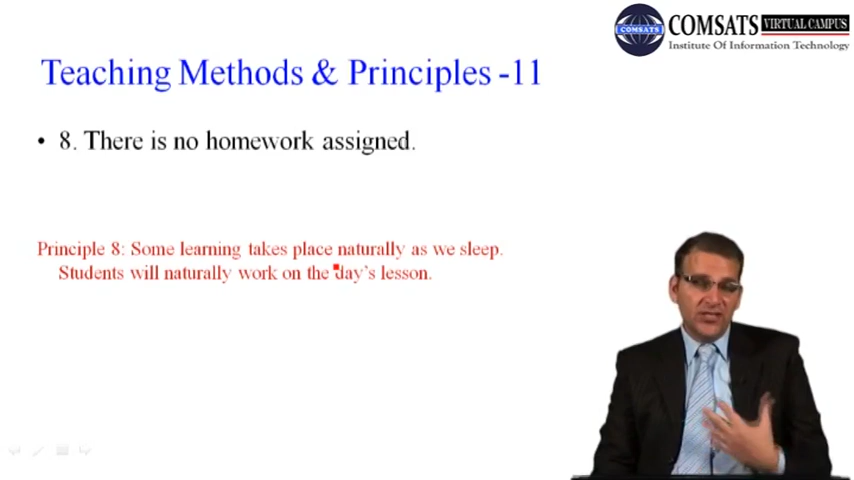 COMSATS
COMSATS VIRTUAL CAMPUS
Institute Of Information Technology
Teaching Methods & Principles -11
• 8. There is no homework assigned.
Principle 8: Some learning takes place naturally as we sleep.
Students will naturally work on the day's lesson.